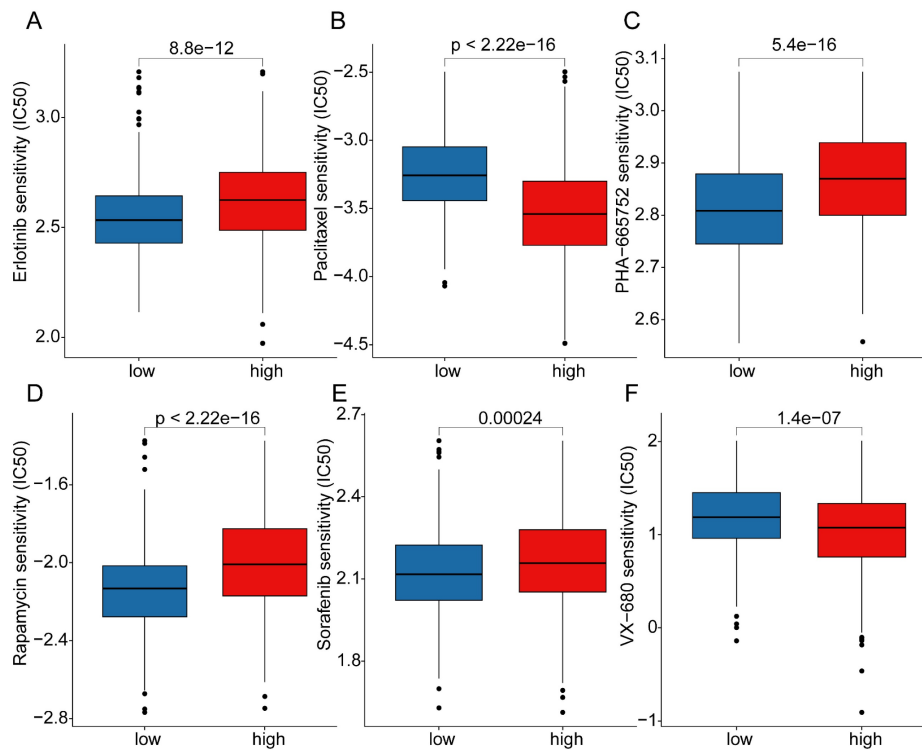 A
8.8e−12
Erlotinib sensitivity (IC50)
3.0
2.5
2.0
low
high
B
p < 2.22e−16
Paclitaxel sensitivity (IC50)
−2.5
−3.0
−3.5
−4.0
−4.5
low
high
C
5.4e−16
PHA−665752 sensitivity (IC50)
3.1
3.0
2.9
2.8
2.7
2.6
low
high
D
p < 2.22e−16
Rapamycin sensitivity (IC50)
−1.6
−2.0
−2.4
−2.8
low
high
E
0.00024
Sorafenib sensitivity (IC50)
2.7
2.4
2.1
1.8
low
high
F
1.4e−07
VX−680 sensitivity (IC50)
2
1
0
−1
low
high